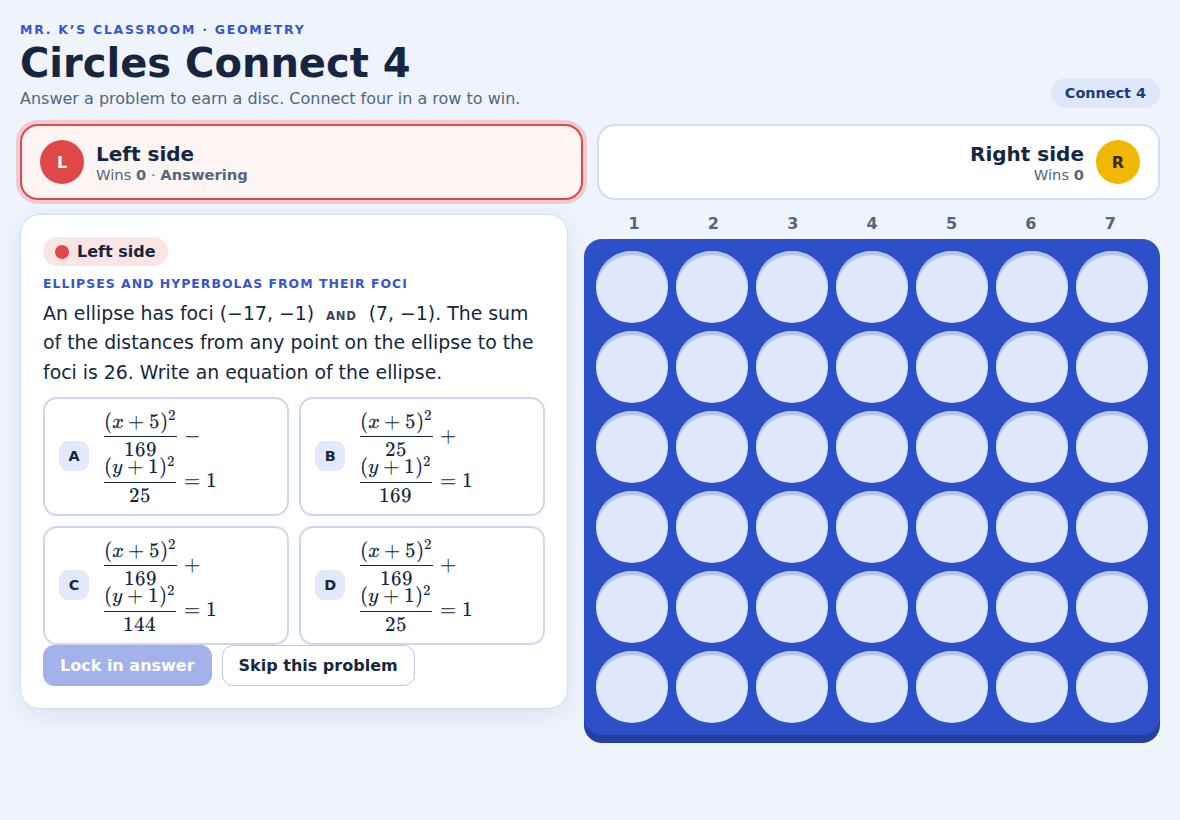 MR. K’S CLASSROOM · GEOMETRY
Circles Connect 4
Answer a problem to earn a disc. Connect four in a row to win.
Connect 4
L
Left side
Wins 0 · Answering
Right side
Wins 0
R
Left side
ELLIPSES AND HYPERBOLAS FROM THEIR FOCI
An ellipse has foci (−17, −1) AND (7, −1). The sum
of the distances from any point on the ellipse to the
foci is 26. Write an equation of the ellipse.
A
(x + 5)²/169 −
(y + 1)²/25 = 1
B
(x + 5)²/25 +
(y + 1)²/169 = 1
C
(x + 5)²/169 +
(y + 1)²/144 = 1
D
(x + 5)²/169 +
(y + 1)²/25 = 1
Lock in answer
Skip this problem
1 2 3 4 5 6 7